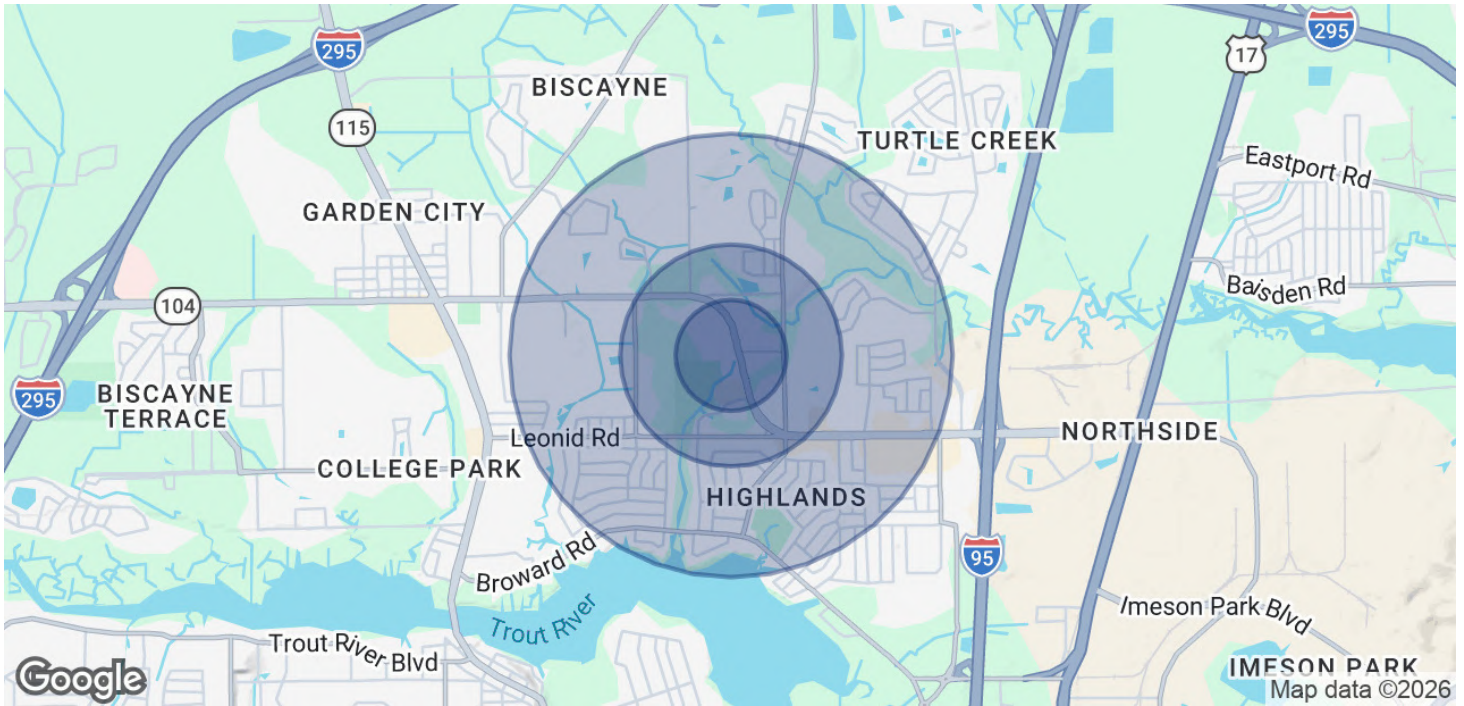 295
295
17
BISCAYNE
115
TURTLE CREEK
Eastport Rd
GARDEN CITY
Baisden Rd
104
295
BISCAYNE
TERRACE
Leonid Rd
NORTHSIDE
COLLEGE PARK
HIGHLANDS
Broward Rd
95
Trout River
Imeson Park Blvd
Trout River Blvd
IMESON PARK
Google
Map data ©2026